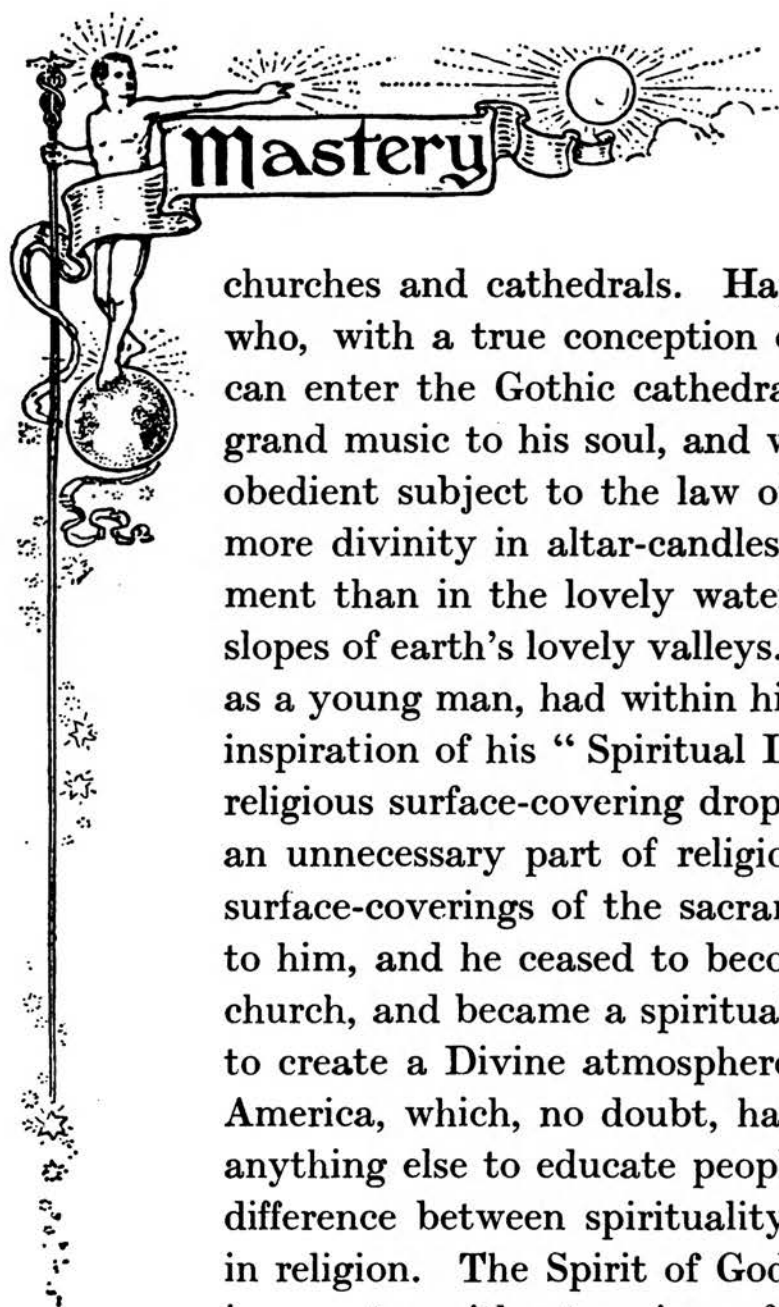 Mastery
churches and cathedrals. Ha
who, with a true conception
can enter the Gothic cathedra
grand music to his soul, and
obedient subject to the law o
more divinity in altar-candles
ment than in the lovely wate
slopes of earth's lovely valleys.
as a young man, had within hi
inspiration of his “ Spiritual
religious surface-covering drop
an unnecessary part of religio
surface-coverings of the sacra
to him, and he ceased to beco
church, and became a spiritua
to create a Divine atmosphere
America, which, no doubt, ha
anything else to educate peop
difference between spirituality
in religion. The Spirit of God